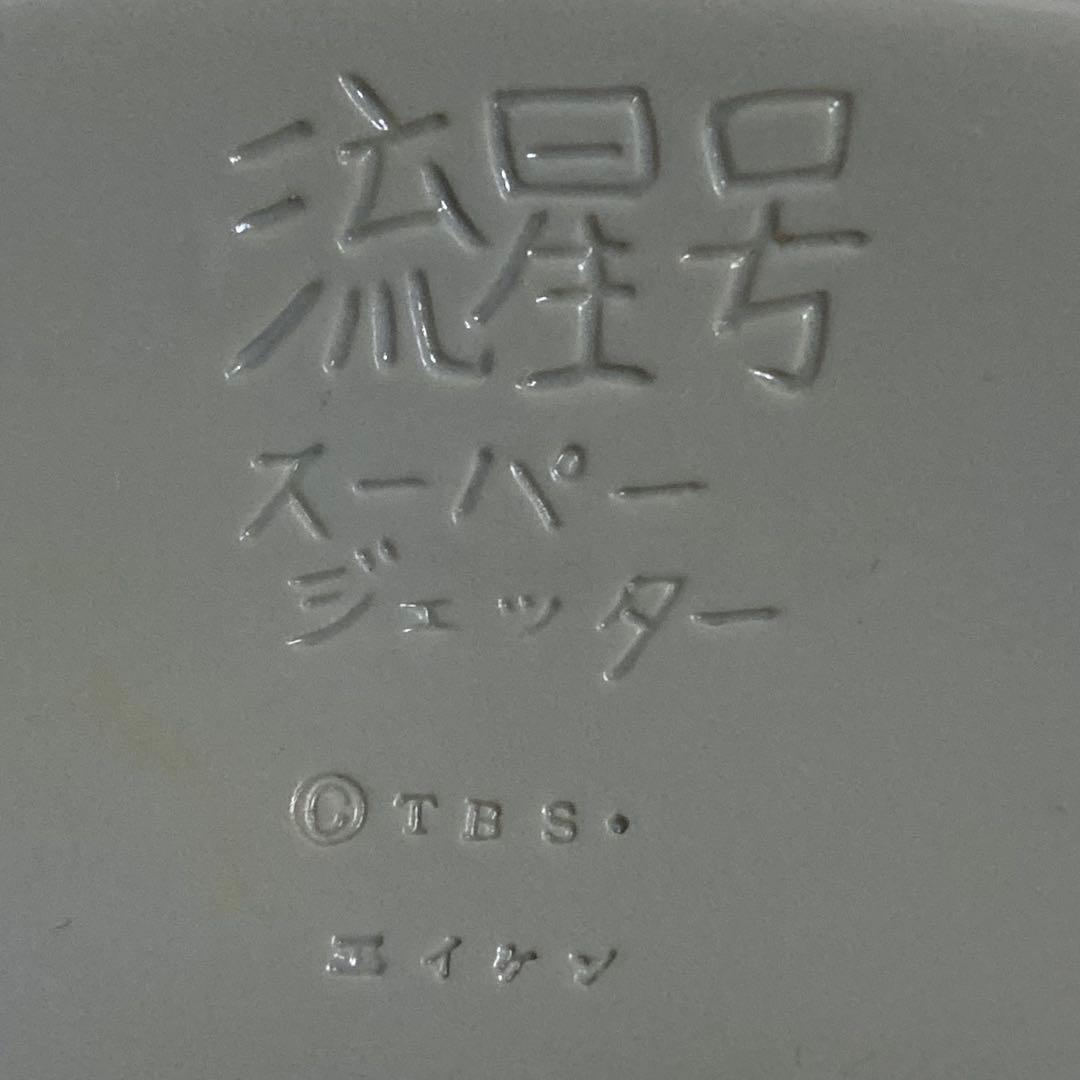 流星号
スーパー
ジェッター
©TBS・
エイケン